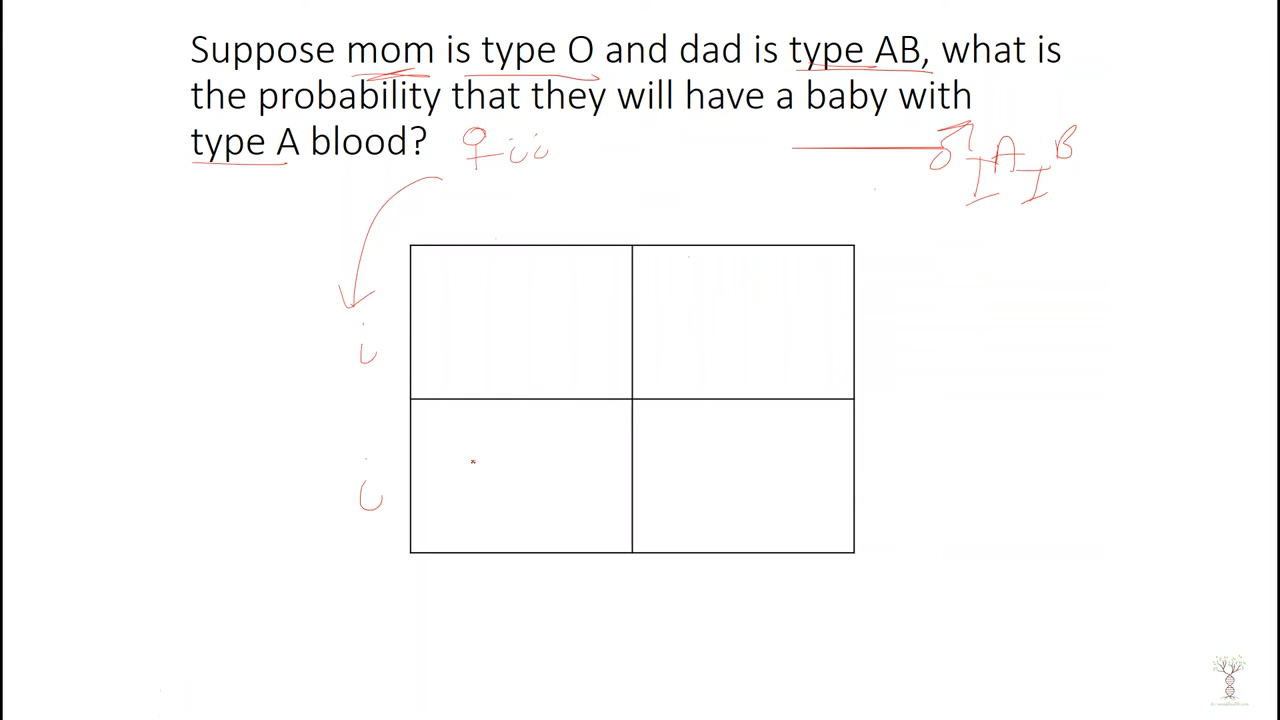 Suppose mom is type O and dad is type AB, what is
the probability that they will have a baby with
type A blood? ♀ii ♂ I^A I^B
i
i